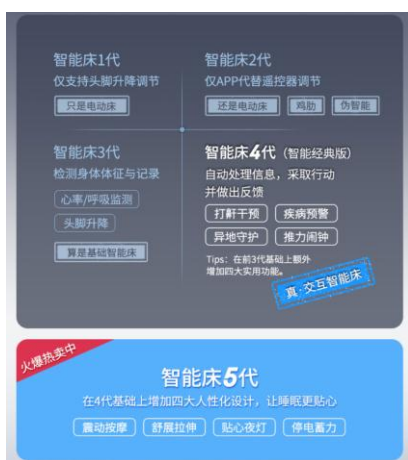 智能床1代
仅支持头脚升降调节
只是电动床
智能床2代
仅APP代替遥控器调节
还是电动床 鸡肋 伪智能
智能床3代
检测身体体征与记录
心率/呼吸监测
头脚升降
算是基础智能床
智能床4代（智能经典版）
自动处理信息，采取行动
并做出反馈
打鼾干预 疾病预警
异地守护 推力闹钟
Tips：在前3代基础上额外
增加四大实用功能。
真·交互智能床
火爆热卖中
智能床5代
在4代基础上增加四大人性化设计，让睡眠更贴心
震动按摩 舒展拉伸 贴心夜灯 停电蓄力